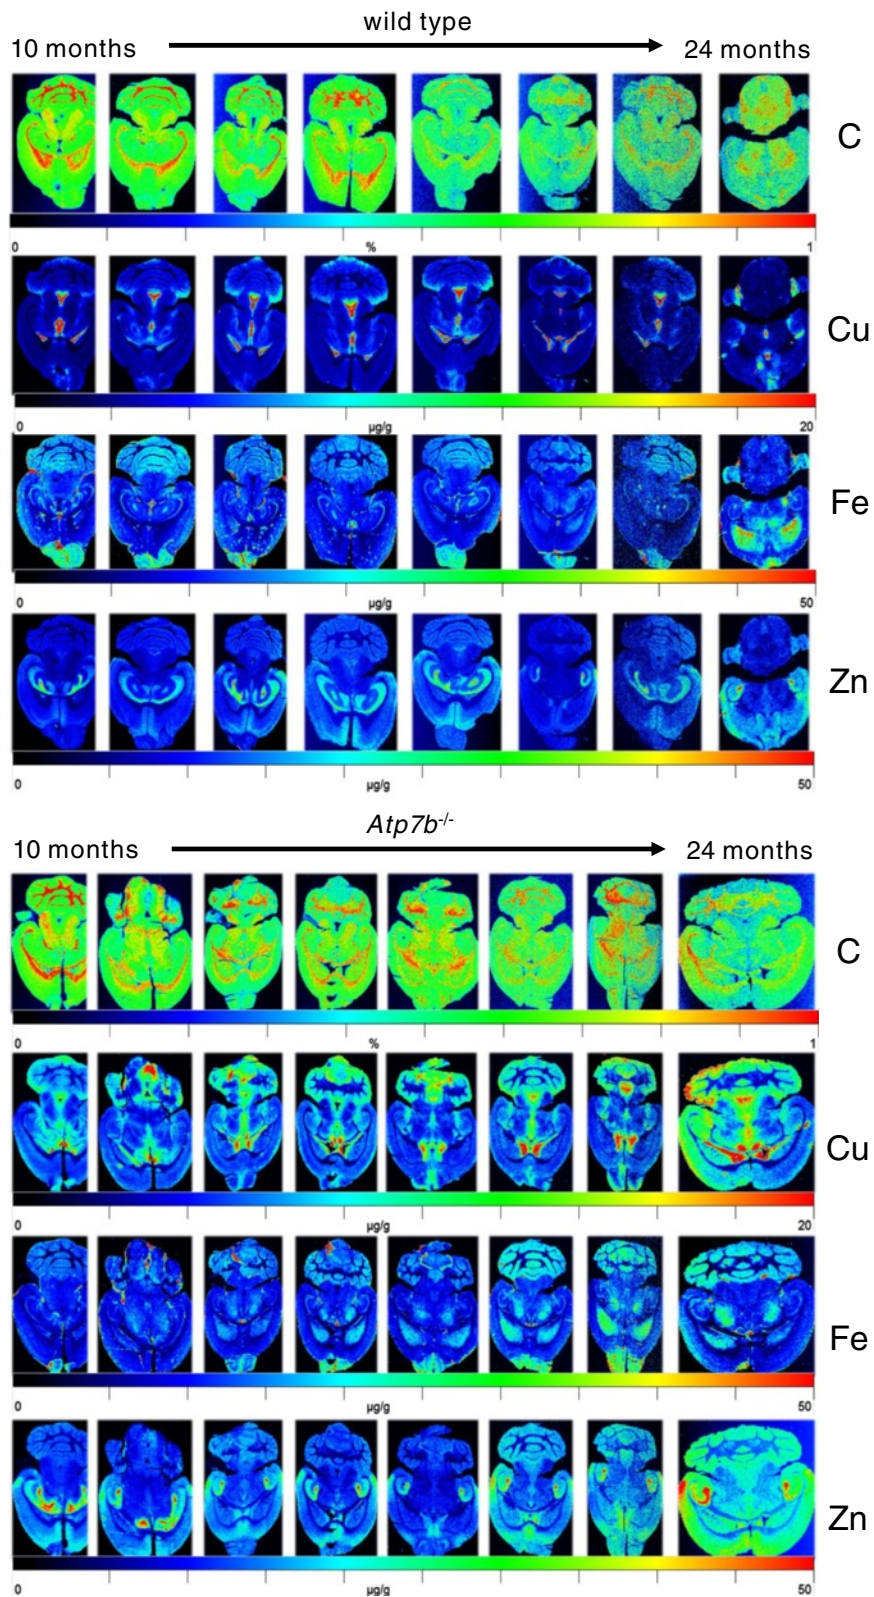 wild type
10 months 24 months
C
0 % 1
Cu
0 µg/g 20
Fe
0 µg/g 50
Zn
0 µg/g 50
Atp7b-/-
10 months 24 months
C
0 % 1
Cu
0 µg/g 20
Fe
0 µg/g 50
Zn
0 µg/g 50